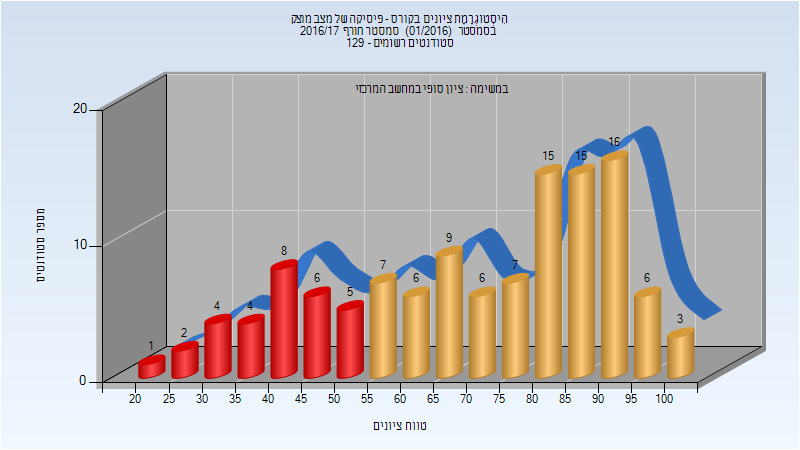 היסטוגרמת ציונים בקורס - פיסיקה של מצב מוצק
בסמסטר (01/2016) סמסטר חורף 2016/17
סטודנטים רשומים - 129
במשימה : ציון סופי במחשב המרכזי
מספר סטודנטים
20
10
0
1
2
4
4
8
6
5
7
6
9
6
7
15
15
16
6
3
20 25 30 35 40 45 50 55 60 65 70 75 80 85 90 95 100
טווח ציונים